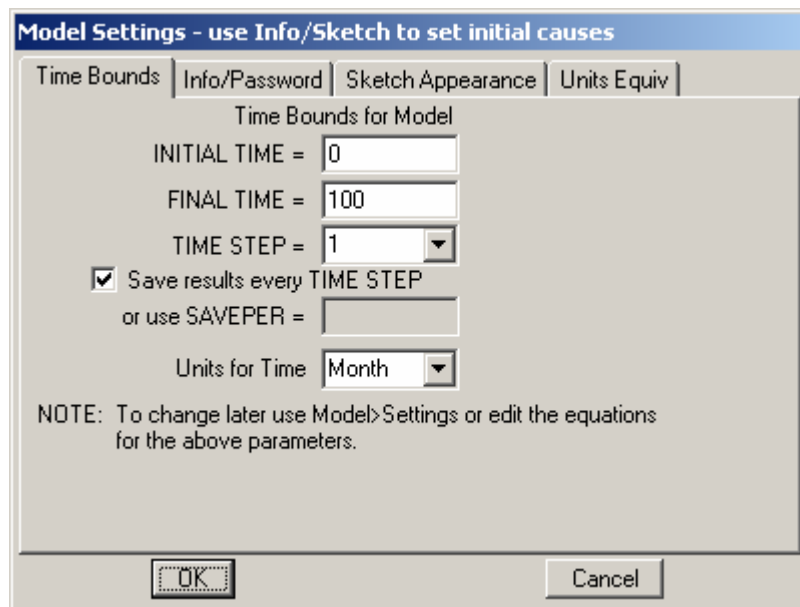 Model Settings - use Info/Sketch to set initial causes
Time Bounds Info/Password Sketch Appearance Units Equiv
Time Bounds for Model
INITIAL TIME = 0
FINAL TIME = 100
TIME STEP = 1
Save results every TIME STEP
or use SAVEPER =
Units for Time Month
NOTE: To change later use Model>Settings or edit the equations
for the above parameters.
OK Cancel